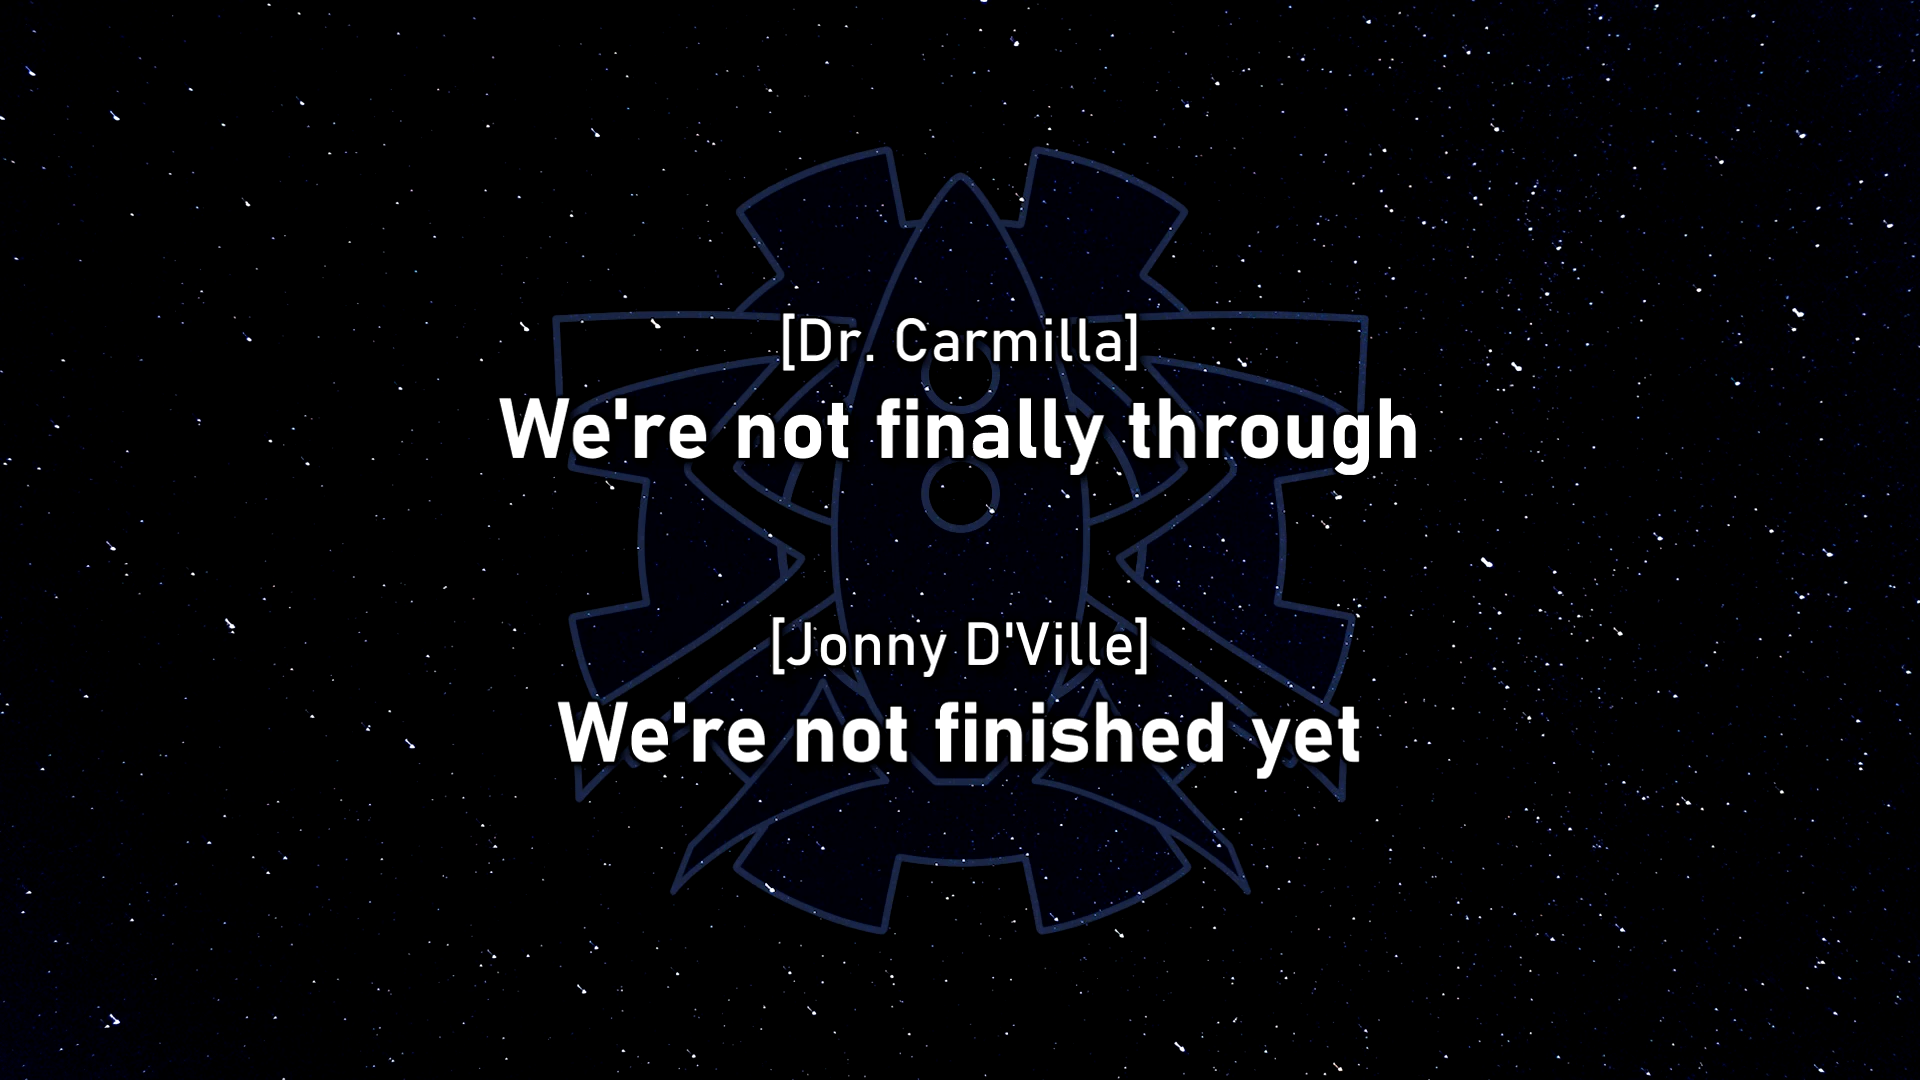 [Dr. Carmilla]
We're not finally through
[Jonny D'Ville]
We're not finished yet